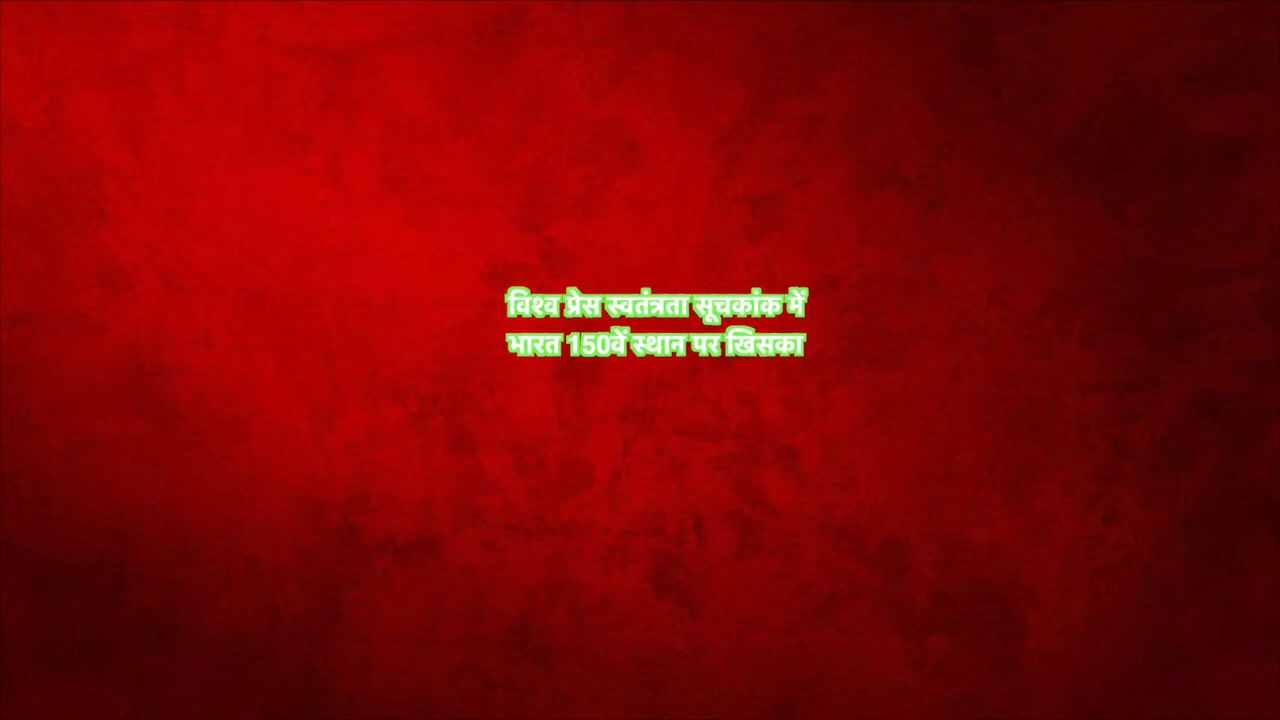 विश्व प्रेस स्वतंत्रता सूचकांक में
भारत 150वें स्थान पर खिसका